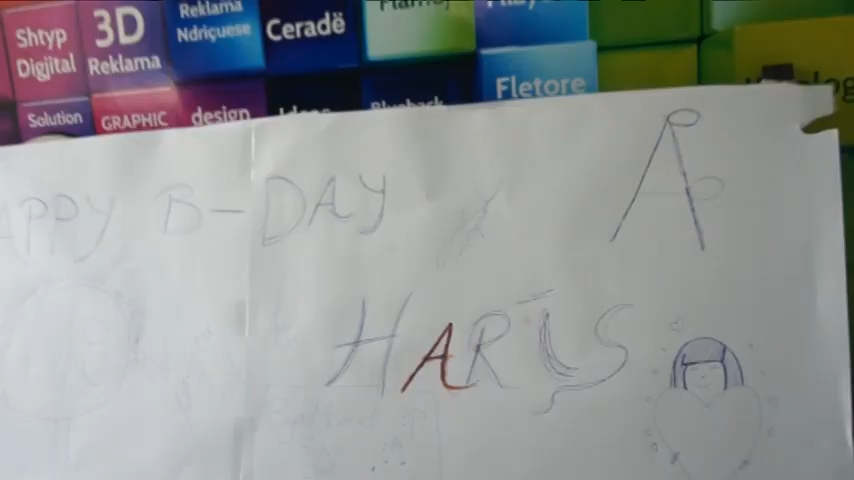 Shtyp Digjital
3D Reklama
Reklama Ndriçuese
Ceradë
Fletore
Solution
GRAPHIC
design
APPY B-DAY
A
HARIS